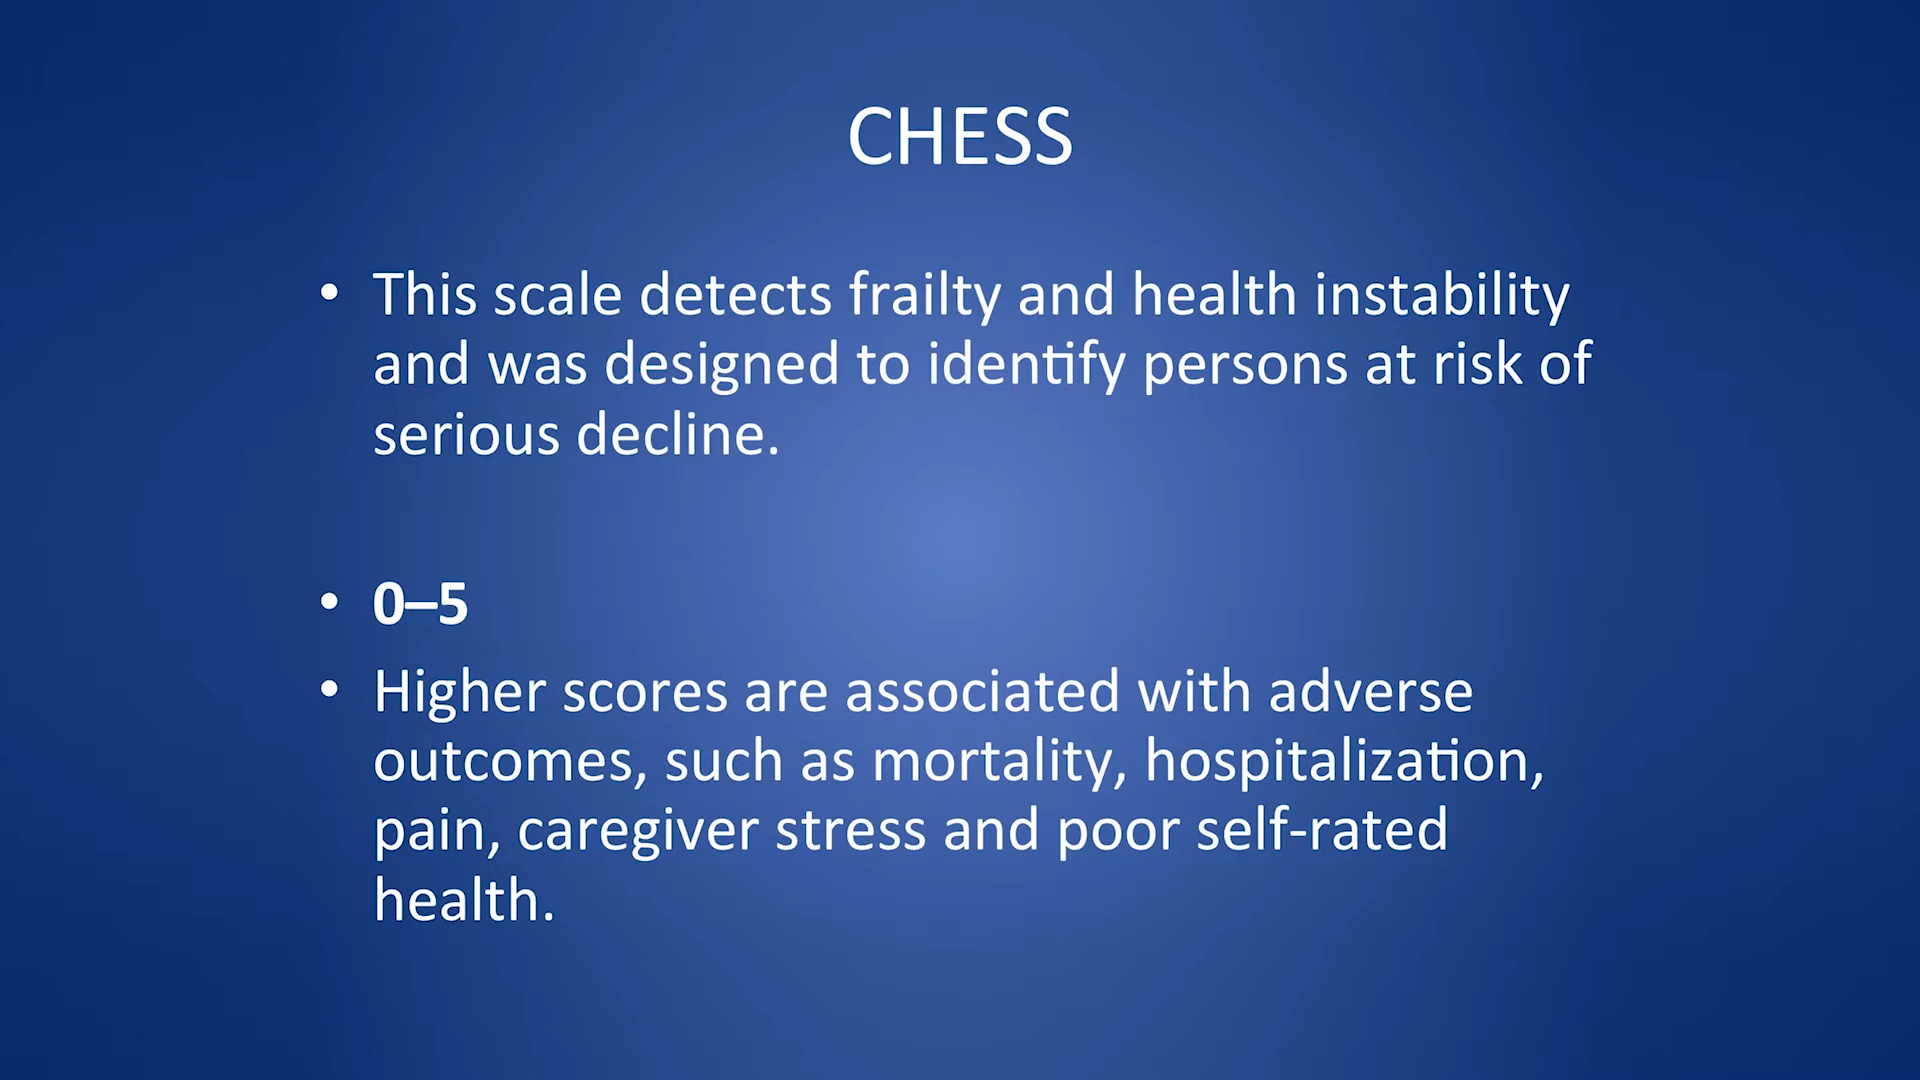 CHESS
• This scale detects frailty and health instability
and was designed to identify persons at risk of
serious decline.
• 0–5
• Higher scores are associated with adverse
outcomes, such as mortality, hospitalization,
pain, caregiver stress and poor self-rated
health.